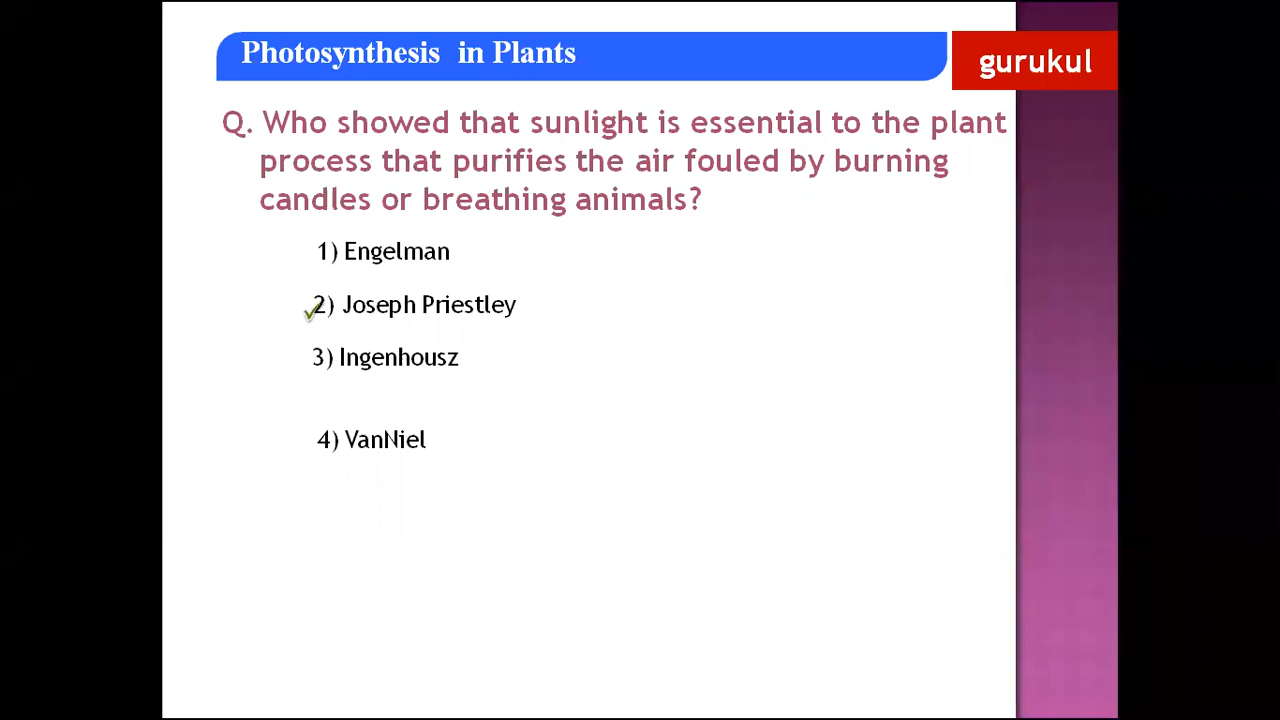 Photosynthesis in Plants
gurukul
Q. Who showed that sunlight is essential to the plant
process that purifies the air fouled by burning
candles or breathing animals?
1) Engelman
2) Joseph Priestley
3) Ingenhousz
4) VanNiel